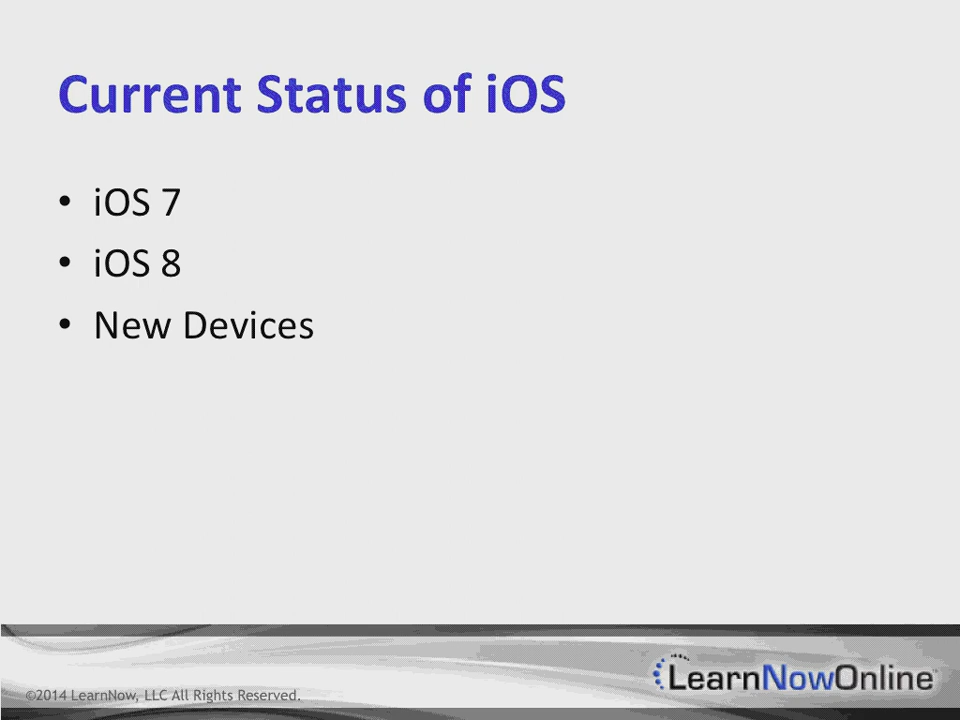 Current Status of iOS
• iOS 7
• iOS 8
• New Devices
©2014 LearnNow, LLC All Rights Reserved.
LearnNowOnline